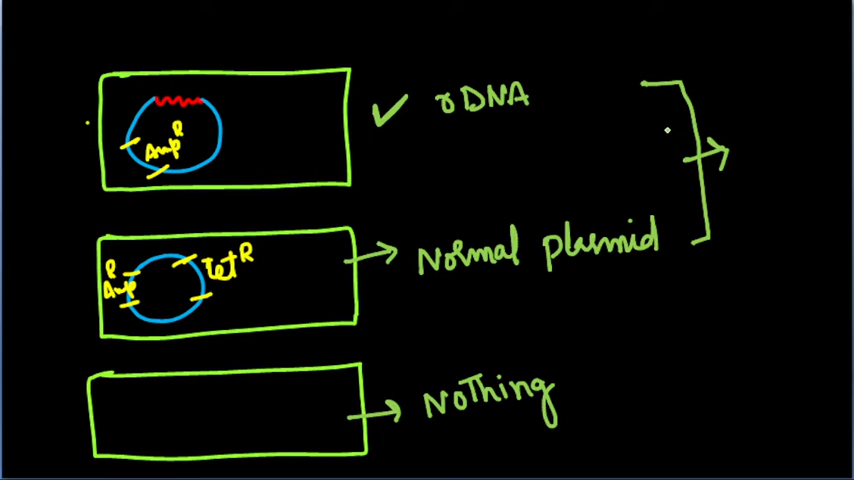 Amp R
rDNA
R
Amp
tet R
Normal plasmid
Nothing